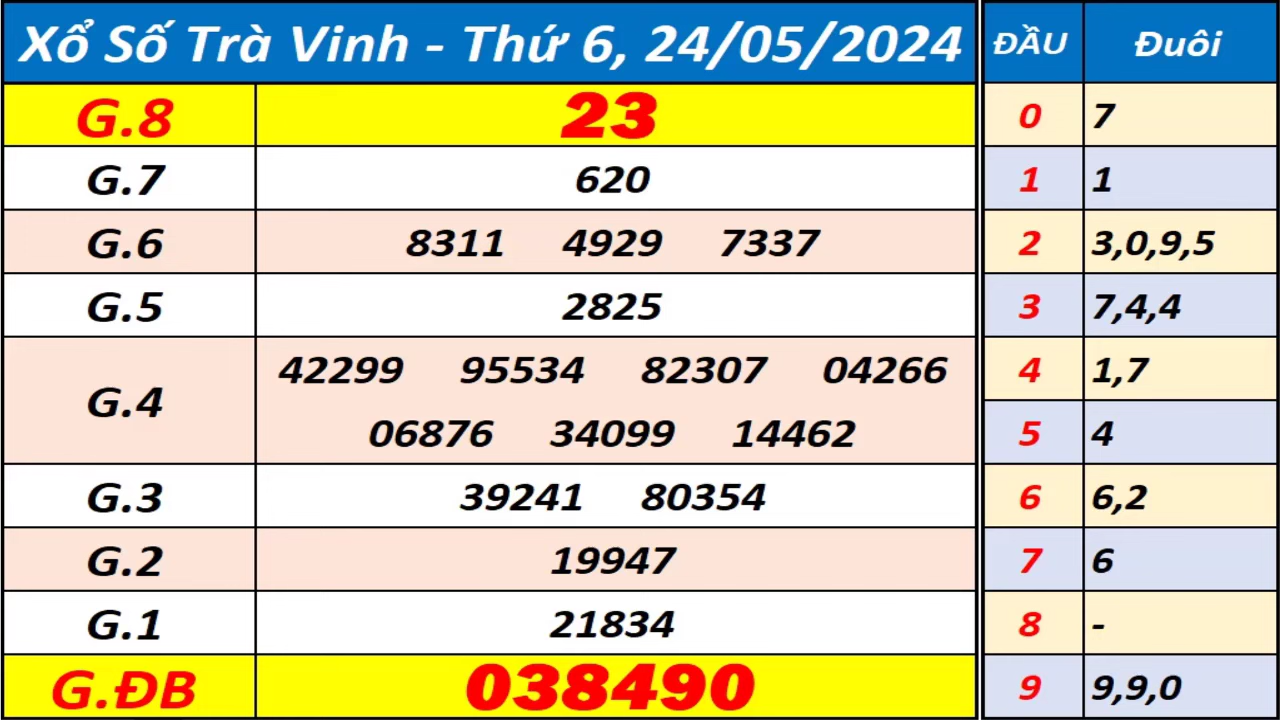 Xổ Số Trà Vinh - Thứ 6, 24/05/2024
G.8 23
G.7 620
G.6 8311 4929 7337
G.5 2825
G.4 42299 95534 82307 04266
06876 34099 14462
G.3 39241 80354
G.2 19947
G.1 21834
G.ĐB 038490
ĐẦU Đuôi
0 7
1 1
2 3,0,9,5
3 7,4,4
4 1,7
5 4
6 6,2
7 6
8 -
9 9,9,0